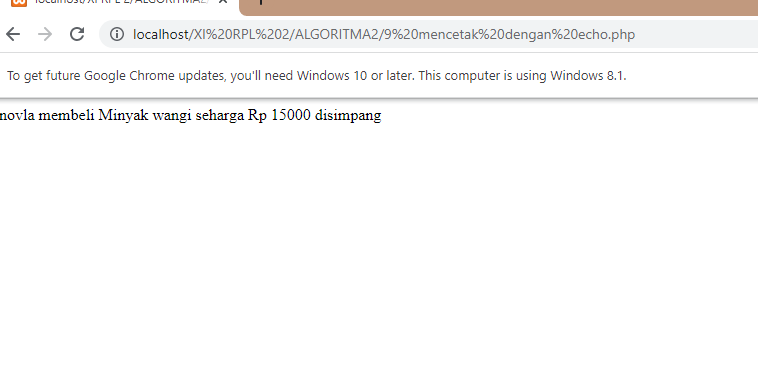 localhost/XI%20RPL%202/ALGORITMA2/9%20mencetak%20dengan%20echo.php
To get future Google Chrome updates, you'll need Windows 10 or later. This computer is using Windows 8.1.
novla membeli Minyak wangi seharga Rp 15000 disimpang